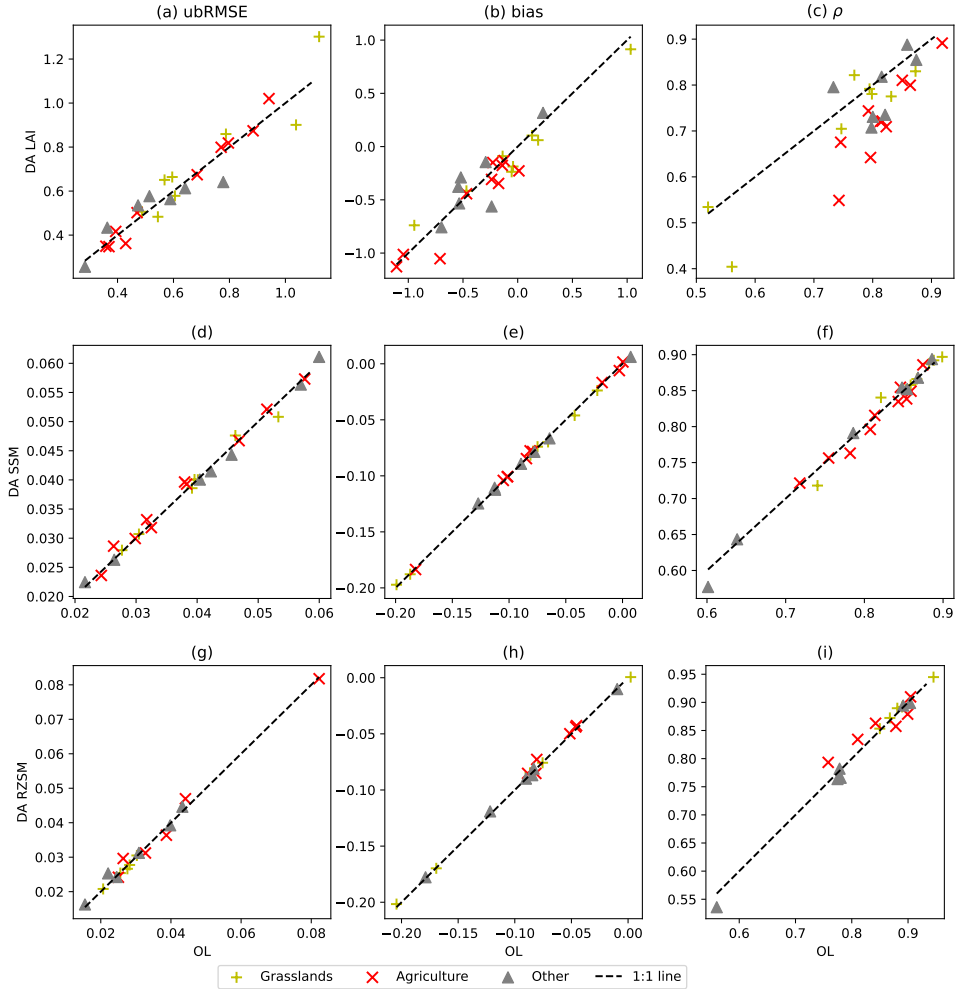 (a) ubRMSE
(b) bias
(c) ρ
DA LAI
1.2
1.0
0.8
0.6
0.4
0.4 0.6 0.8 1.0
1.0
0.5
0.0
−0.5
−1.0
−1.0 −0.5 0.0 0.5 1.0
0.9
0.8
0.7
0.6
0.5
0.4
0.5 0.6 0.7 0.8 0.9
(d)
(e)
(f)
DA SSM
0.060
0.055
0.050
0.045
0.040
0.035
0.030
0.025
0.020
0.02 0.03 0.04 0.05 0.06
0.00
−0.05
−0.10
−0.15
−0.20
−0.20 −0.15 −0.10 −0.05 0.00
0.90
0.85
0.80
0.75
0.70
0.65
0.60
0.6 0.7 0.8 0.9
(g)
(h)
(i)
DA RZSM
0.08
0.07
0.06
0.05
0.04
0.03
0.02
0.02 0.04 0.06 0.08
OL
0.00
−0.05
−0.10
−0.15
−0.20
−0.20 −0.15 −0.10 −0.05 0.00
OL
0.95
0.90
0.85
0.80
0.75
0.70
0.65
0.60
0.55
0.6 0.7 0.8 0.9
OL
Grasslands Agriculture Other 1:1 line